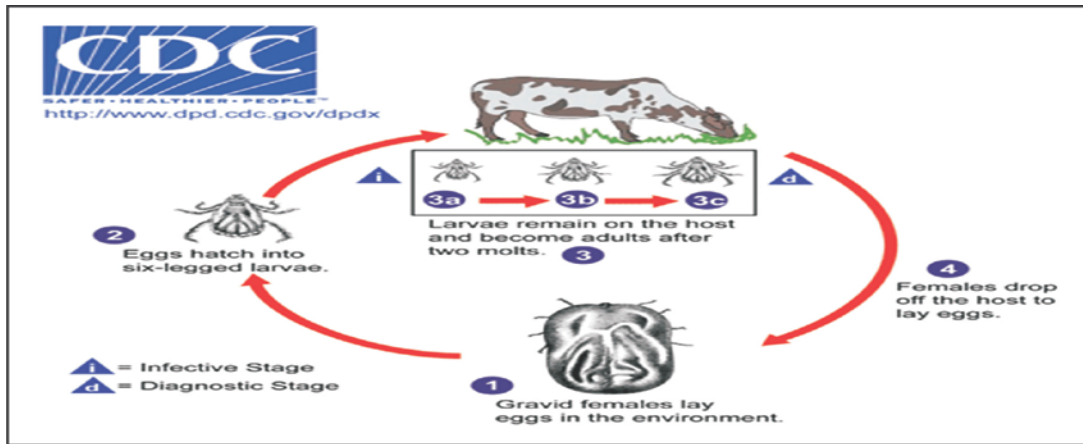 CDC
SAFER • HEALTHIER • PEOPLE™
http://www.dpd.cdc.gov/dpdx
i
d
3a
3b
3c
Larvae remain on the host
and become adults after
two molts. 3
2
Eggs hatch into
six-legged larvae.
4
Females drop
off the host to
lay eggs.
i = Infective Stage
d = Diagnostic Stage
1
Gravid females lay
eggs in the environment.